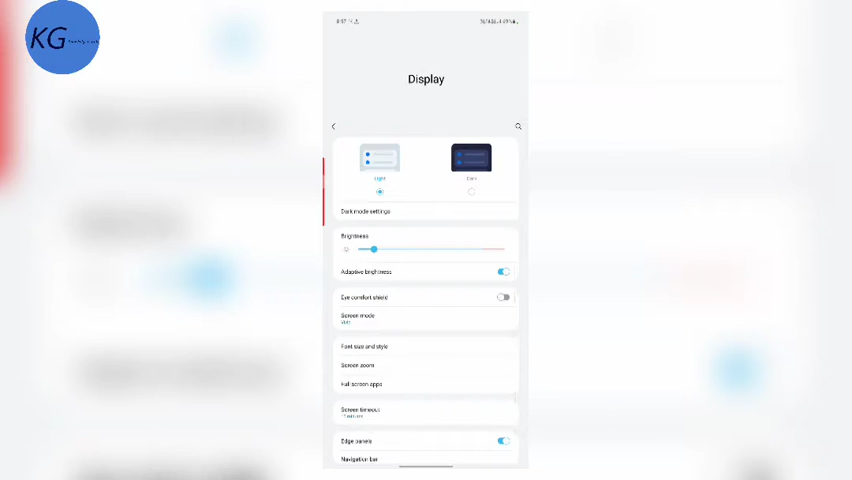 KG
Display
Light
Dark
Dark mode settings
Brightness
Adaptive brightness
Eye comfort shield
Screen mode
Vivid
Font size and style
Screen zoom
Full screen apps
Screen timeout
Edge panels
Navigation bar